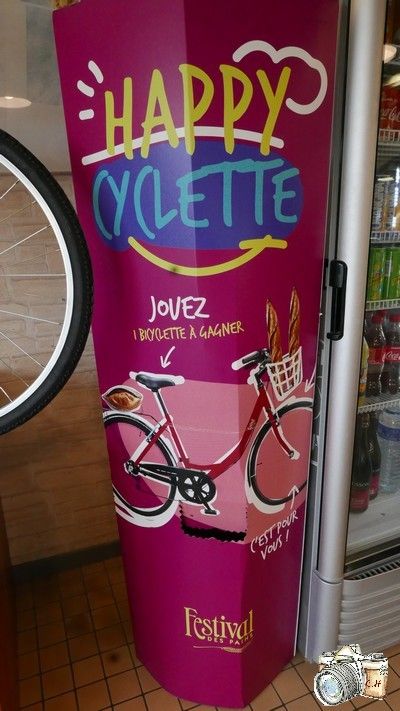 HAPPY
CYCLETTE
JOUEZ
1 BICYCLETTE À GAGNER
C'EST POUR
VOUS !
Festival
DES PAINS